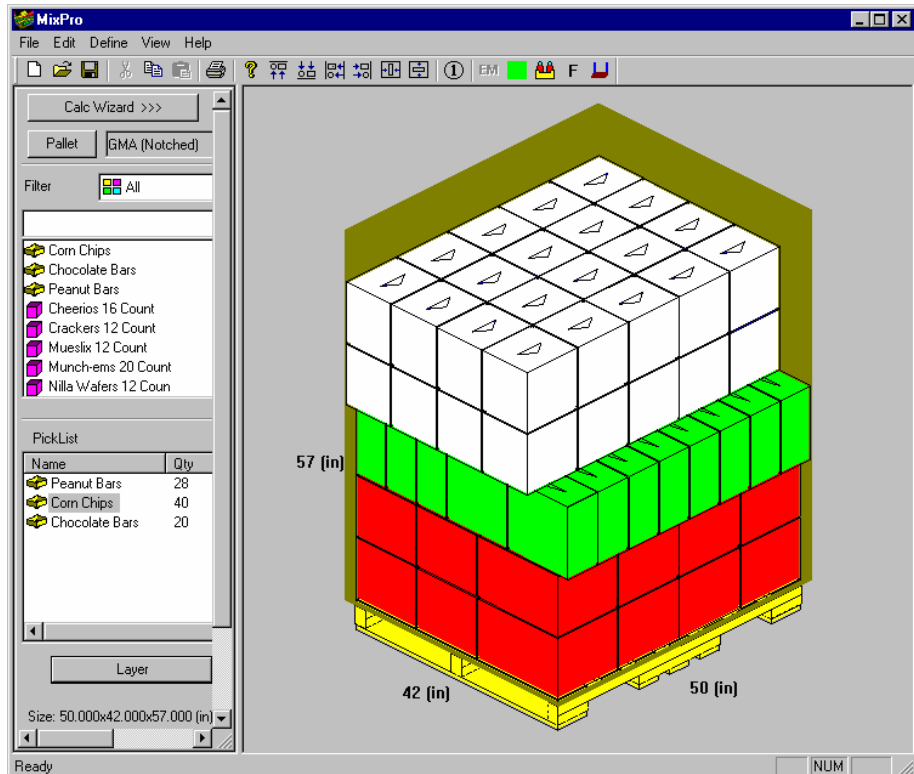 MixPro
File Edit Define View Help
? 1 EM F
Calc Wizard >>>
Pallet GMA (Notched)
Filter All
Corn Chips
Chocolate Bars
Peanut Bars
Cheerios 16 Count
Crackers 12 Count
Mueslix 12 Count
Munch-ems 20 Count
Nilla Wafers 12 Coun
PickList
Name Qty
Peanut Bars 28
Corn Chips 40
Chocolate Bars 20
Layer
Size: 50.000x42.000x57.000 (in)
57 (in)
42 (in)
50 (in)
Ready NUM